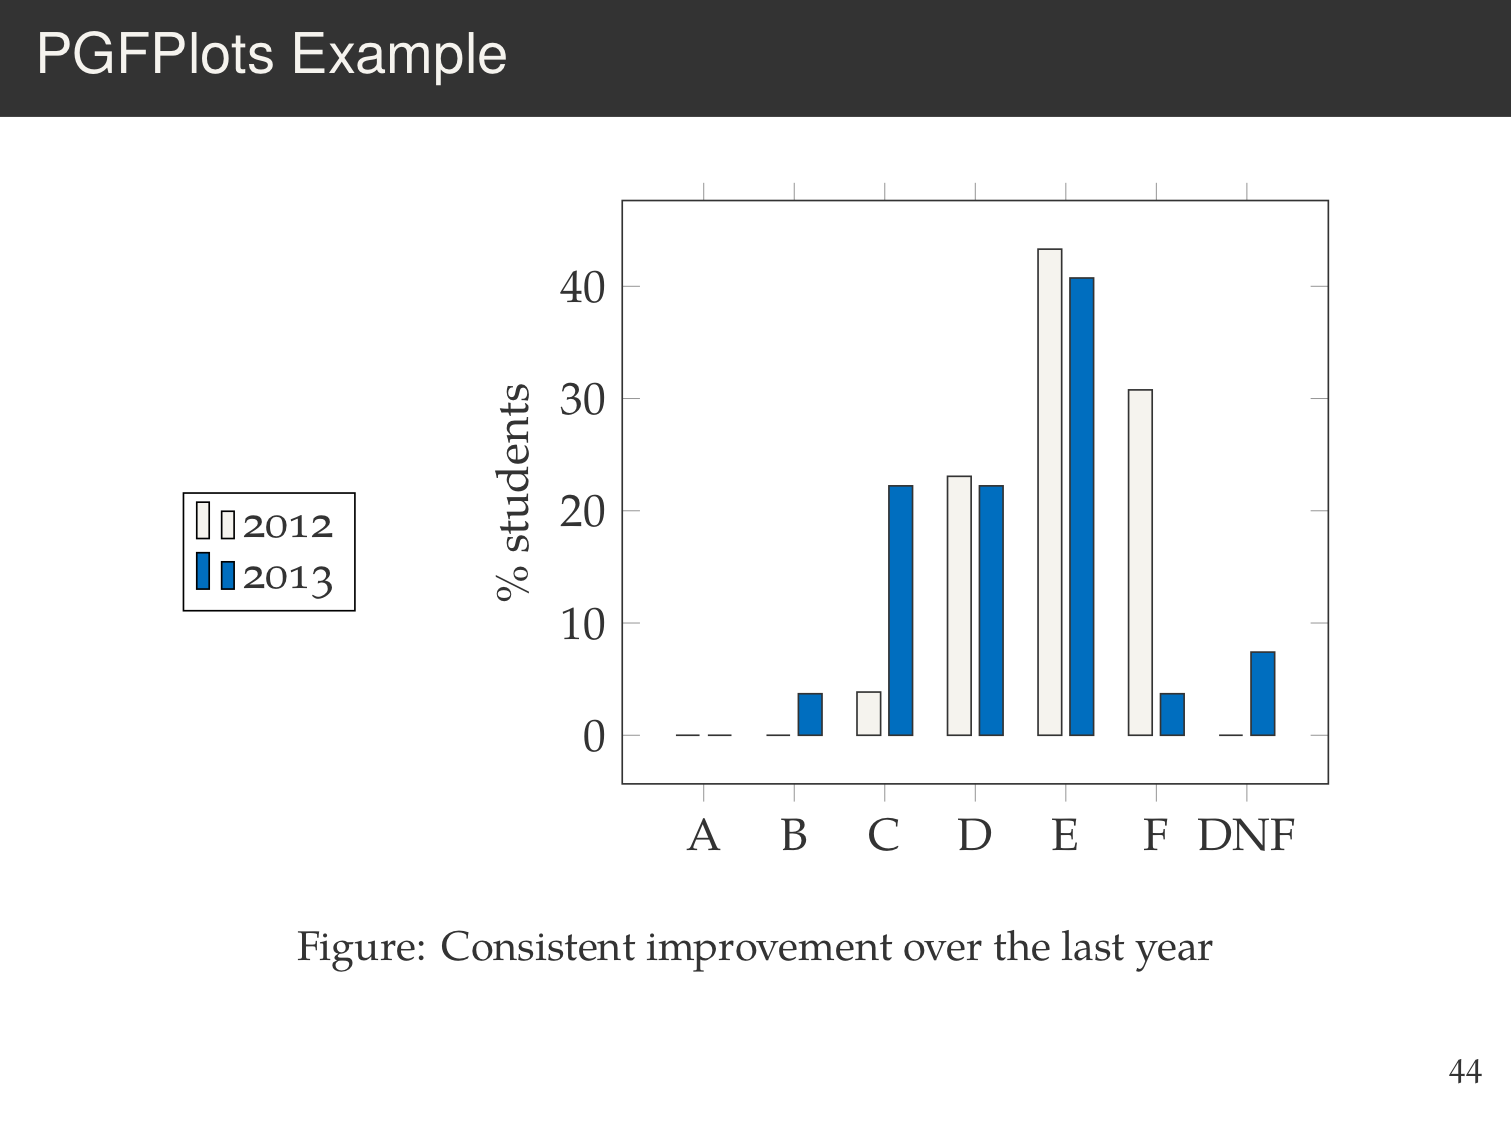 PGFPlots Example
40
30
20
10
0
% students
2012
2013
A B C D E F DNF
Figure: Consistent improvement over the last year
44